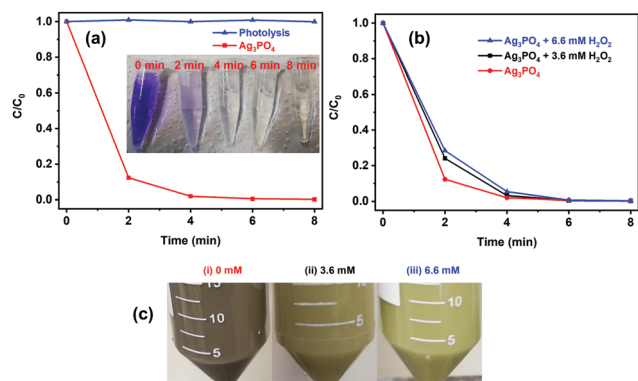 (a)
Photolysis
Ag₃PO₄
0 min 2 min 4 min 6 min 8 min
C/C₀
1.0
0.8
0.6
0.4
0.2
0.0
0 2 4 6 8
Time (min)
(b)
Ag₃PO₄ + 6.6 mM H₂O₂
Ag₃PO₄ + 3.6 mM H₂O₂
Ag₃PO₄
C/C₀
1.0
0.8
0.6
0.4
0.2
0.0
0 2 4 6 8
Time (min)
(c)
(i) 0 mM (ii) 3.6 mM (iii) 6.6 mM
15
10
5
10
5
10
5